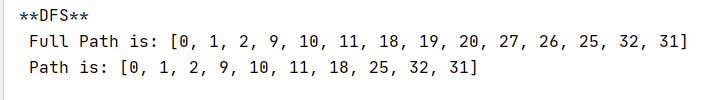 **DFS**
Full Path is: [0, 1, 2, 9, 10, 11, 18, 19, 20, 27, 26, 25, 32, 31]
Path is: [0, 1, 2, 9, 10, 11, 18, 25, 32, 31]